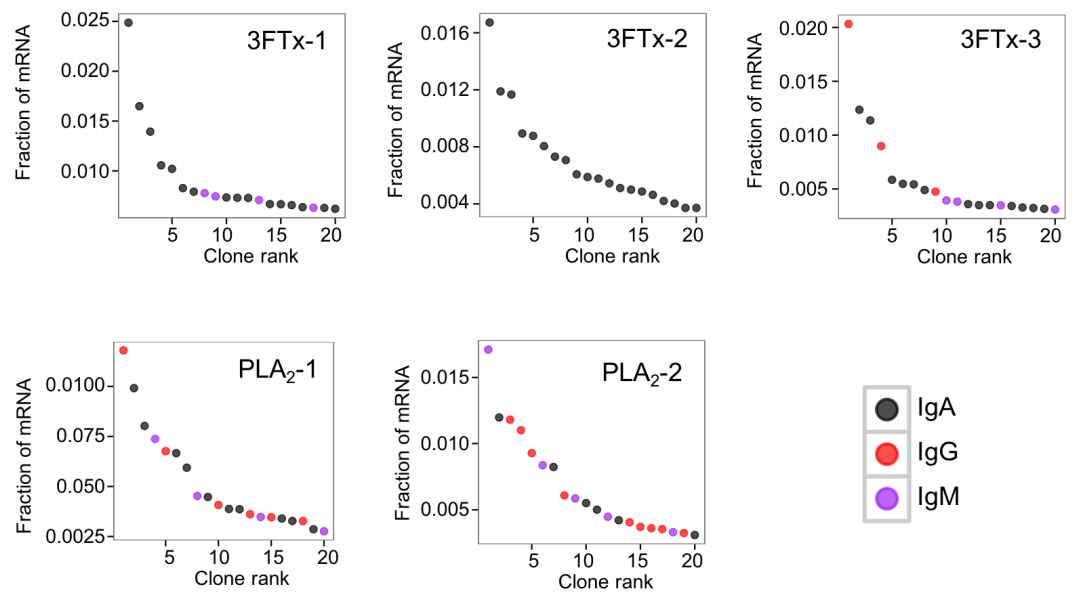 3FTx-1
Fraction of mRNA
0.025
0.020
0.015
0.010
5
10
15
20
Clone rank
3FTx-2
Fraction of mRNA
0.016
0.012
0.008
0.004
5
10
15
20
Clone rank
3FTx-3
Fraction of mRNA
0.020
0.015
0.010
0.005
5
10
15
20
Clone rank
PLA₂-1
Fraction of mRNA
0.0100
0.075
0.050
0.0025
5
10
15
20
Clone rank
PLA₂-2
Fraction of mRNA
0.015
0.010
0.005
5
10
15
20
Clone rank
IgA
IgG
IgM